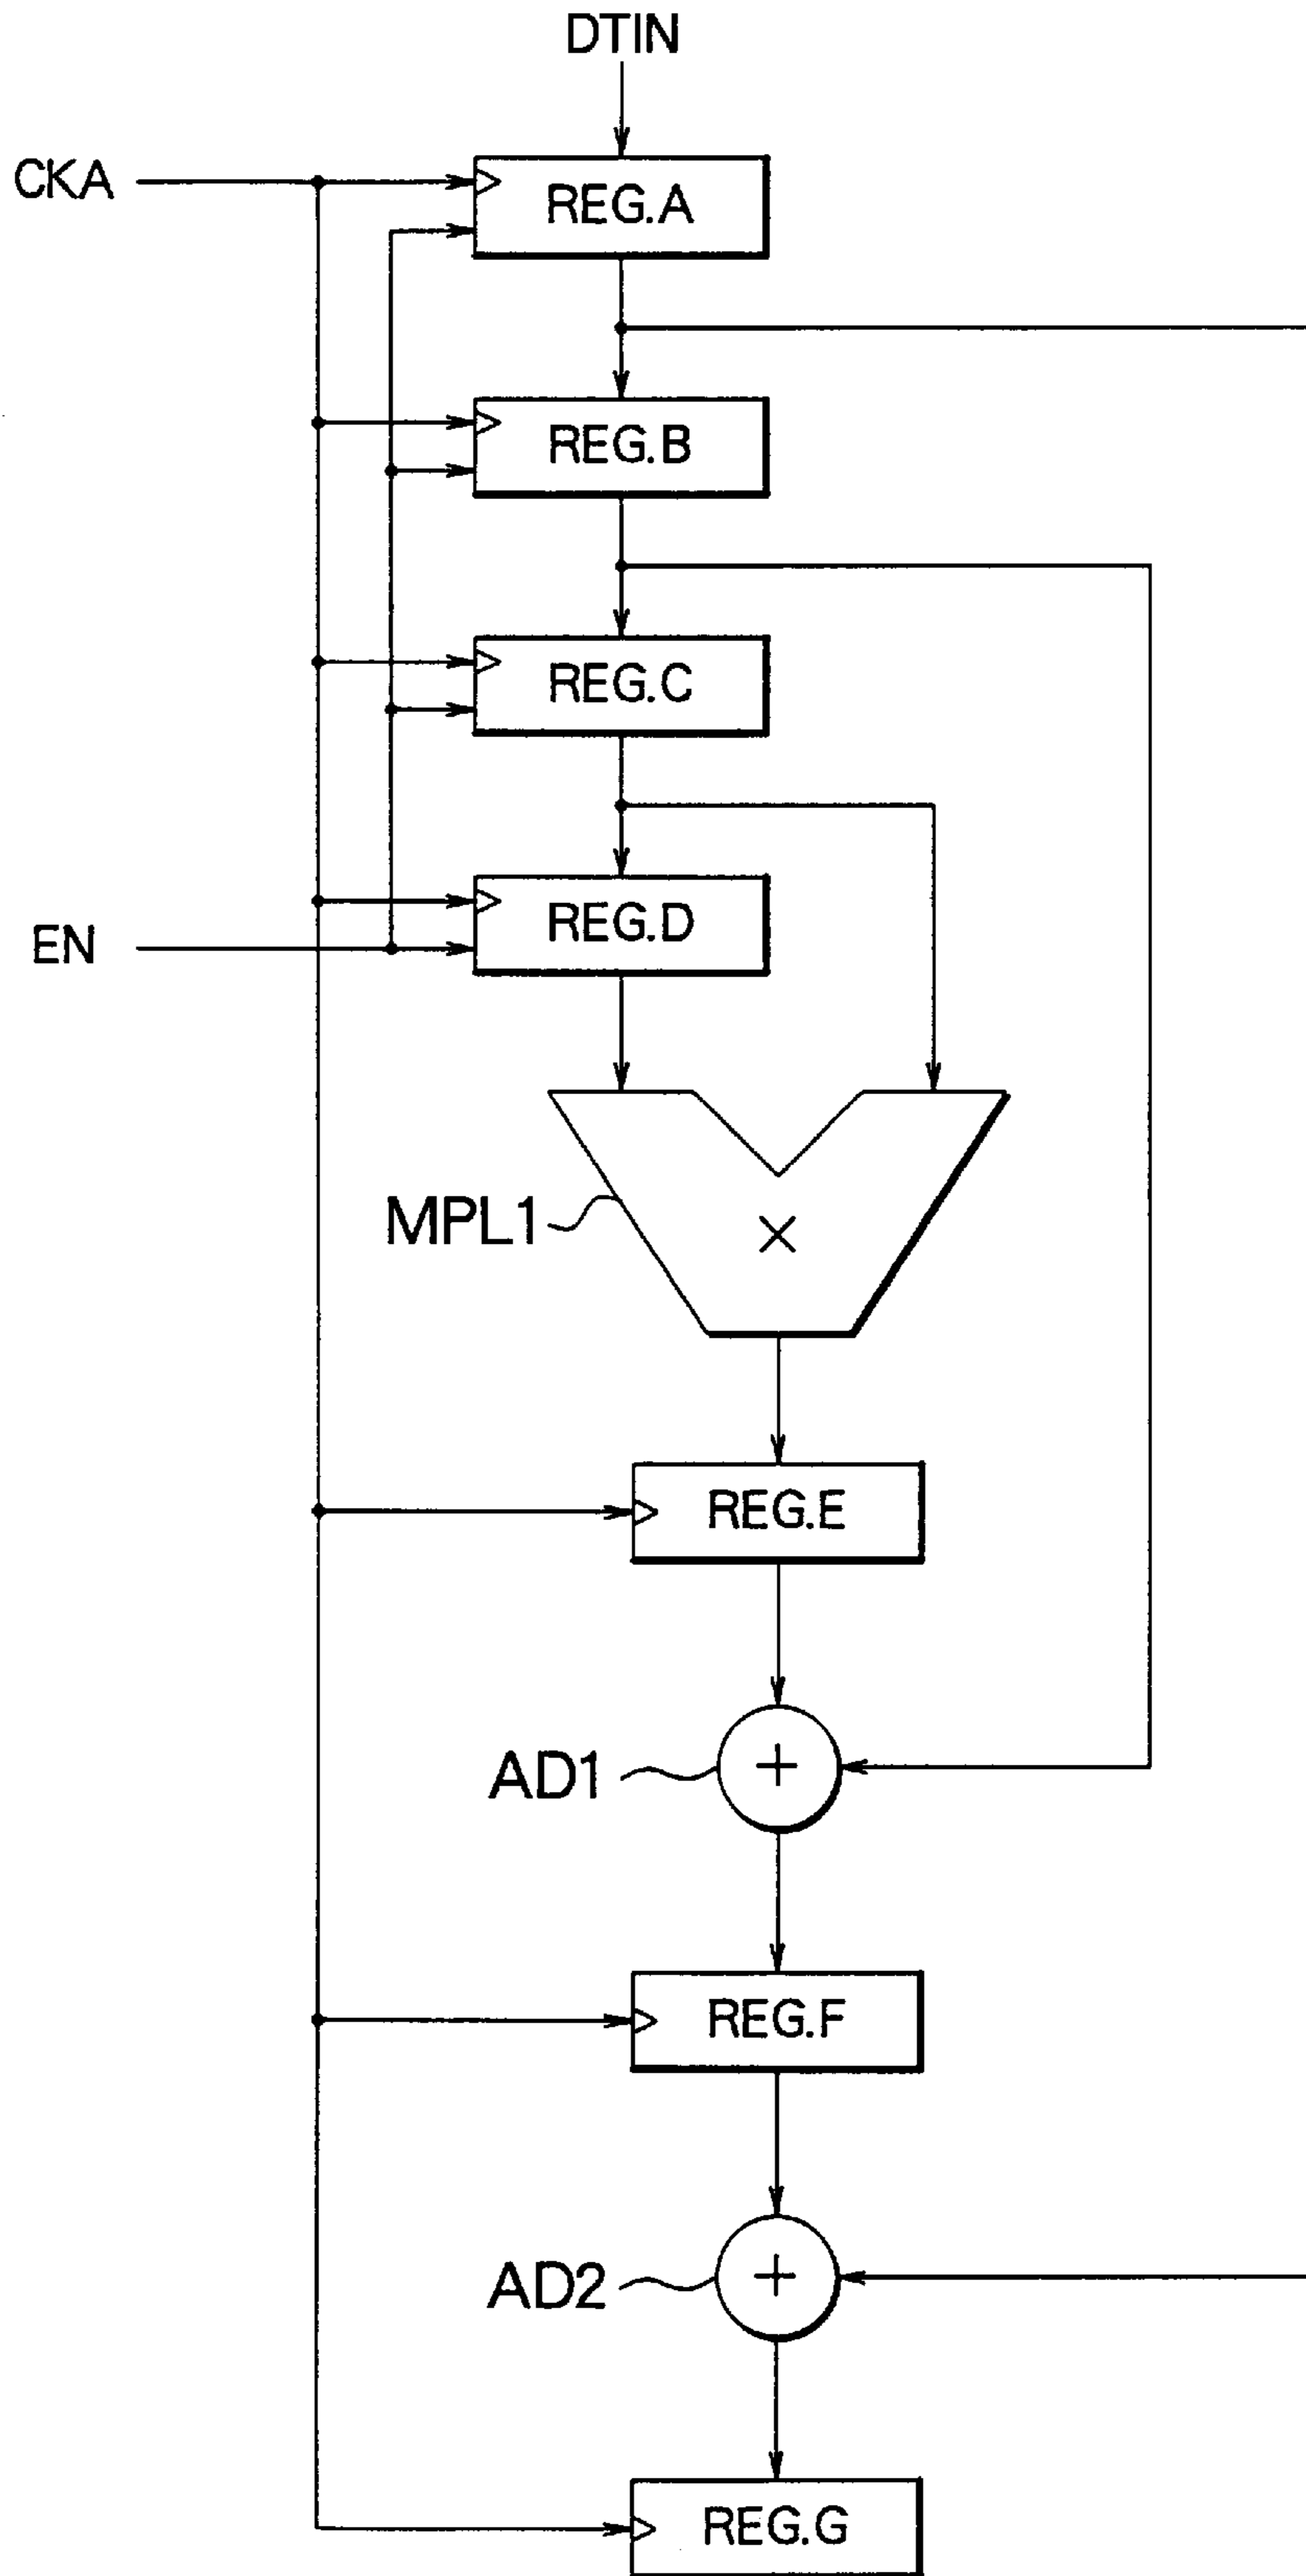 DTIN
CKA
REG.A
REG.B
REG.C
REG.D
EN
MPL1
×
REG.E
AD1
+
REG.F
AD2
+
REG.G